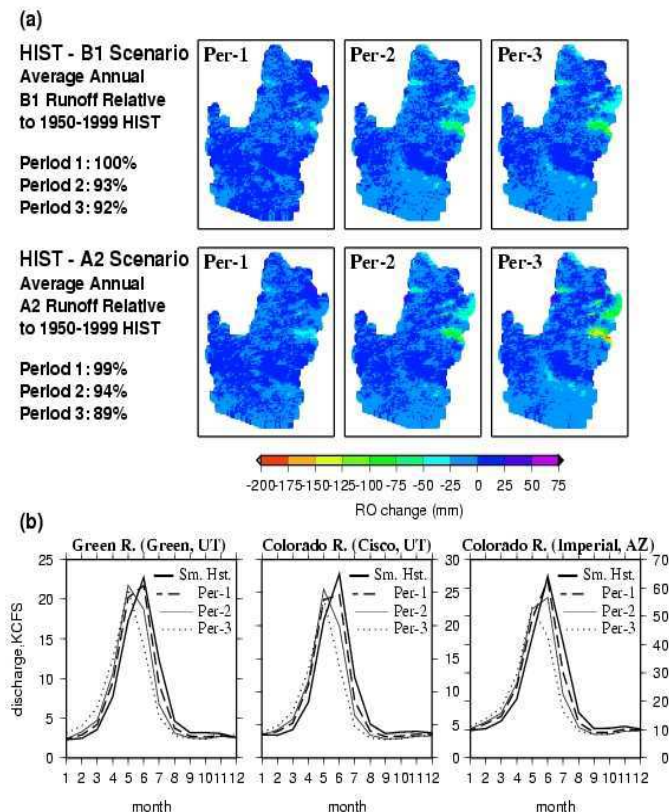 (a)
HIST - B1 Scenario
Average Annual
B1 Runoff Relative
to 1950-1999 HIST
Period 1: 100%
Period 2: 93%
Period 3: 92%
Per-1
Per-2
Per-3
HIST - A2 Scenario
Average Annual
A2 Runoff Relative
to 1950-1999 HIST
Period 1: 99%
Period 2: 94%
Period 3: 89%
Per-1
Per-2
Per-3
-200 -175 -150 -125 -100 -75 -50 -25 0 25 50 75
RO change (mm)
(b)
Green R. (Green, UT)
Colorado R. (Cisco, UT)
Colorado R. (Imperial, AZ)
discharge,KCFS
25
20
15
10
5
0
Sm. Hst.
Per-1
Per-2
Per-3
1 2 3 4 5 6 7 8 9 10 11 12
month
Sm. Hst.
Per-1
Per-2
Per-3
1 2 3 4 5 6 7 8 9 10 11 12
month
30
25
20
15
10
5
0
Sm. Hst.
Per-1
Per-2
Per-3
1 2 3 4 5 6 7 8 9 10 11 12
month
70
60
50
40
30
20
10
0